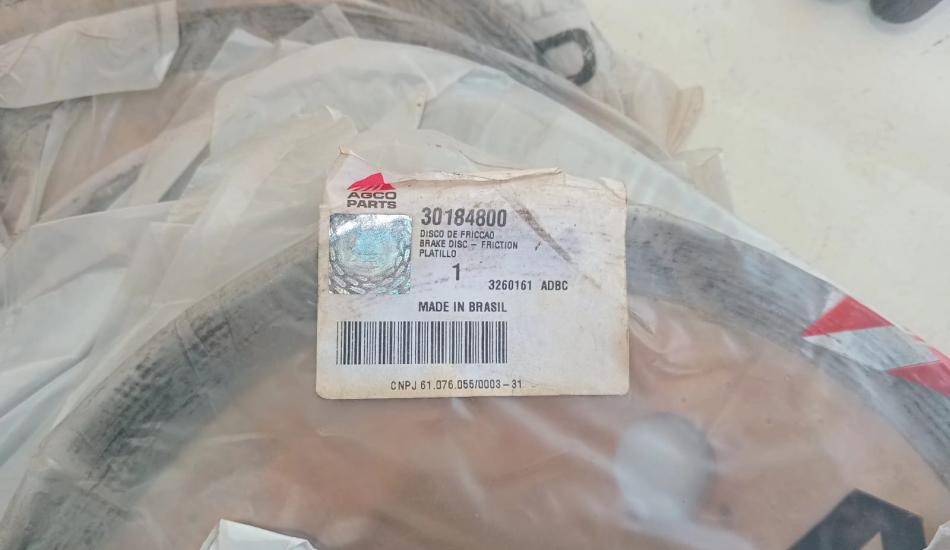 AGCO
PARTS
30184800
DISCO DE FRICCAO
BRAKE DISC - FRICTION
PLATILLO
1
3260161 ADBC
MADE IN BRASIL
CNPJ 61.076.055/0003-31